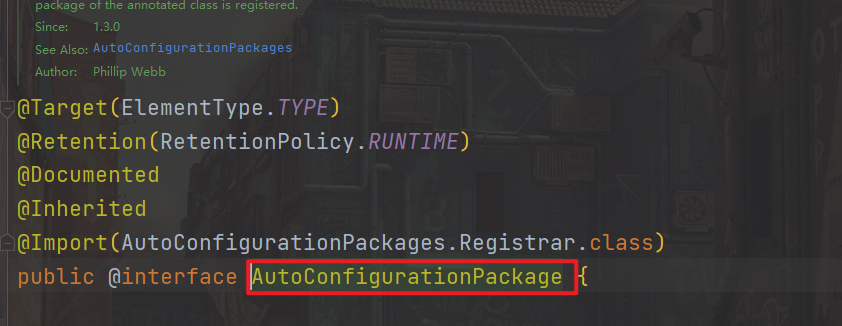 package of the annotated class is registered.
Since: 1.3.0
See Also: AutoConfigurationPackages
Author: Phillip Webb
@Target(ElementType.TYPE)
@Retention(RetentionPolicy.RUNTIME)
@Documented
@Inherited
@Import(AutoConfigurationPackages.Registrar.class)
public @interface AutoConfigurationPackage {